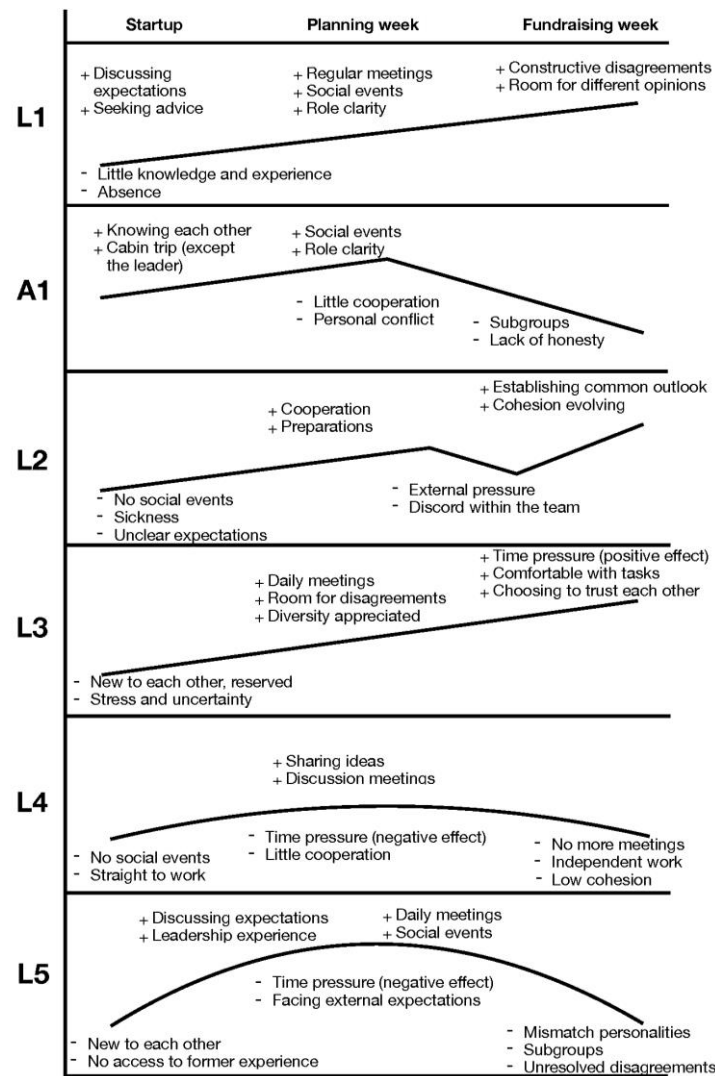 Startup Planning week Fundraising week
L1
+ Discussing
expectations
+ Seeking advice
+ Regular meetings
+ Social events
+ Role clarity
+ Constructive disagreements
+ Room for different opinions
- Little knowledge and experience
- Absence
A1
+ Knowing each other
+ Cabin trip (except
the leader)
+ Social events
+ Role clarity
- Little cooperation
- Personal conflict
- Subgroups
- Lack of honesty
L2
+ Cooperation
+ Preparations
+ Establishing common outlook
+ Cohesion evolving
- No social events
- Sickness
- Unclear expectations
- External pressure
- Discord within the team
L3
+ Daily meetings
+ Room for disagreements
+ Diversity appreciated
+ Time pressure (positive effect)
+ Comfortable with tasks
+ Choosing to trust each other
- New to each other, reserved
- Stress and uncertainty
L4
+ Sharing ideas
+ Discussion meetings
- No social events
- Straight to work
- Time pressure (negative effect)
- Little cooperation
- No more meetings
- Independent work
- Low cohesion
L5
+ Discussing expectations
+ Leadership experience
+ Daily meetings
+ Social events
- Time pressure (negative effect)
- Facing external expectations
- New to each other
- No access to former experience
- Mismatch personalities
- Subgroups
- Unresolved disagreements